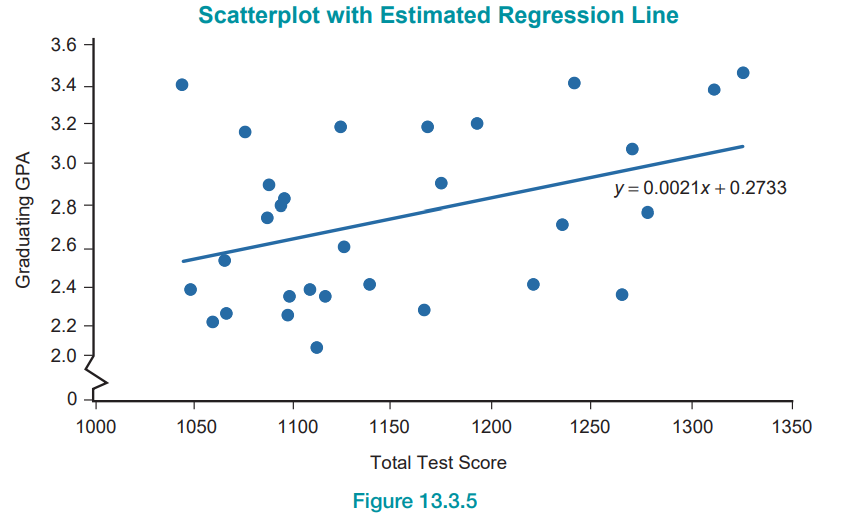 Scatterplot with Estimated Regression Line
Graduating GPA
3.6
3.4
3.2
3.0
2.8
2.6
2.4
2.2
2.0
0
y = 0.0021x + 0.2733
1000 1050 1100 1150 1200 1250 1300 1350
Total Test Score
Figure 13.3.5